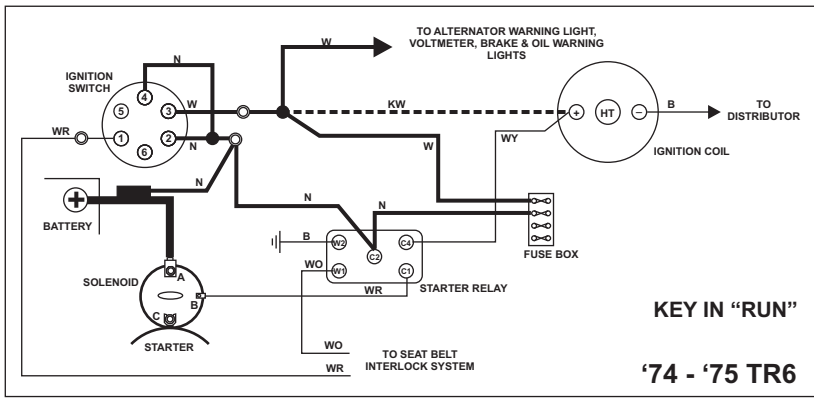 TO ALTERNATOR WARNING LIGHT,
VOLTMETER, BRAKE & OIL WARNING
LIGHTS
W
N
IGNITION
SWITCH
4
5
3
W
KW
+
HT
−
B
TO
DISTRIBUTOR
WR
1
2
N
6
WY
W
IGNITION COIL
N
N
N
+
BATTERY
B
W2
C2
C4
FUSE BOX
WO
W1
C1
SOLENOID
A
STARTER RELAY
WR
B
C
KEY IN “RUN”
STARTER
WO
TO SEAT BELT
INTERLOCK SYSTEM
WR
‘74 - ‘75 TR6